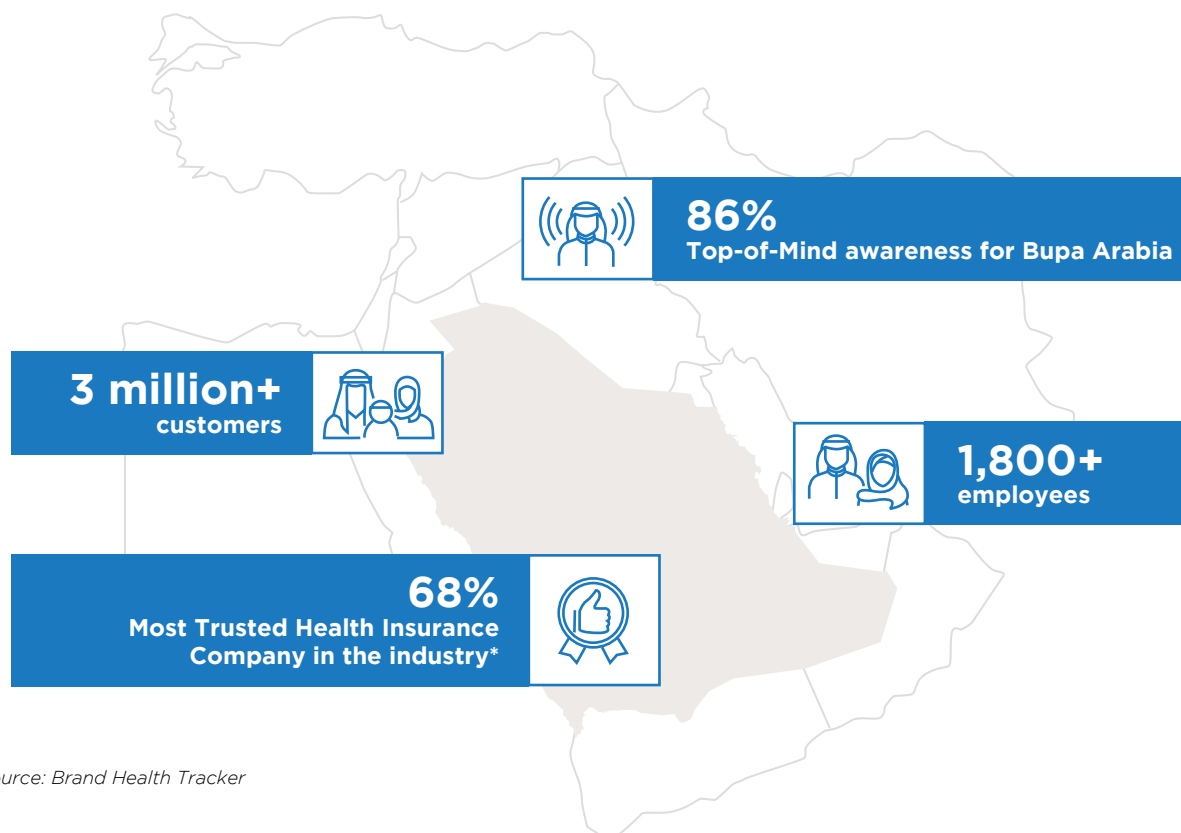 86%
Top-of-Mind awareness for Bupa Arabia
3 million+
customers
1,800+
employees
68%
Most Trusted Health Insurance
Company in the industry*
urce: Brand Health Tracker